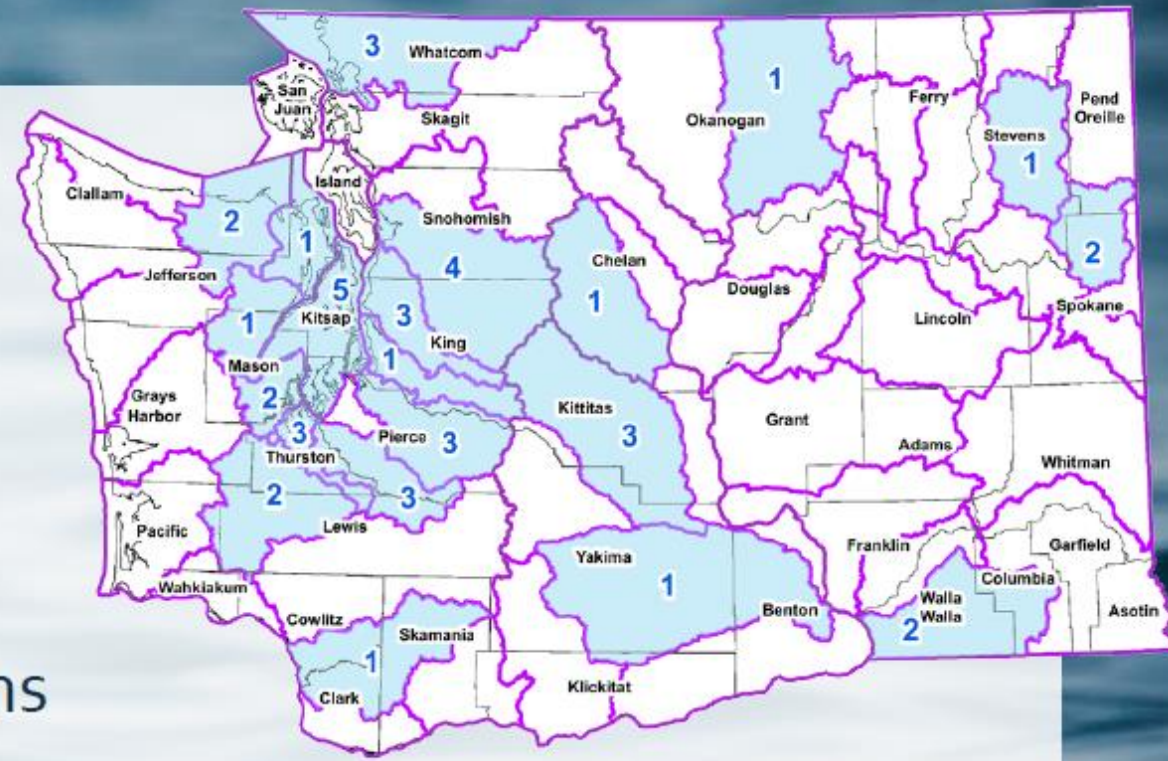 3 Whatcom
San
Juan
Skagit
Okanogan
1
Ferry
Stevens
1
Pend
Oreille
Clallam
2
Island
Snohomish
1
4
Chelan
1
2
Jefferson
5
Kitsap
3
King
1
Douglas
Lincoln
Spokane
1
Mason
2
Grays
Harbor
3
Thurston
Pierce 3
Kittitas
3
Grant
Adams
Whitman
2
3
Lewis
Pacific
Yakima
1
Franklin
Garfield
Wahkiakum
Columbia
Benton
Walla
Walla
2
Asotin
Cowlitz
Skamania
1
Clark
Klickitat
ns